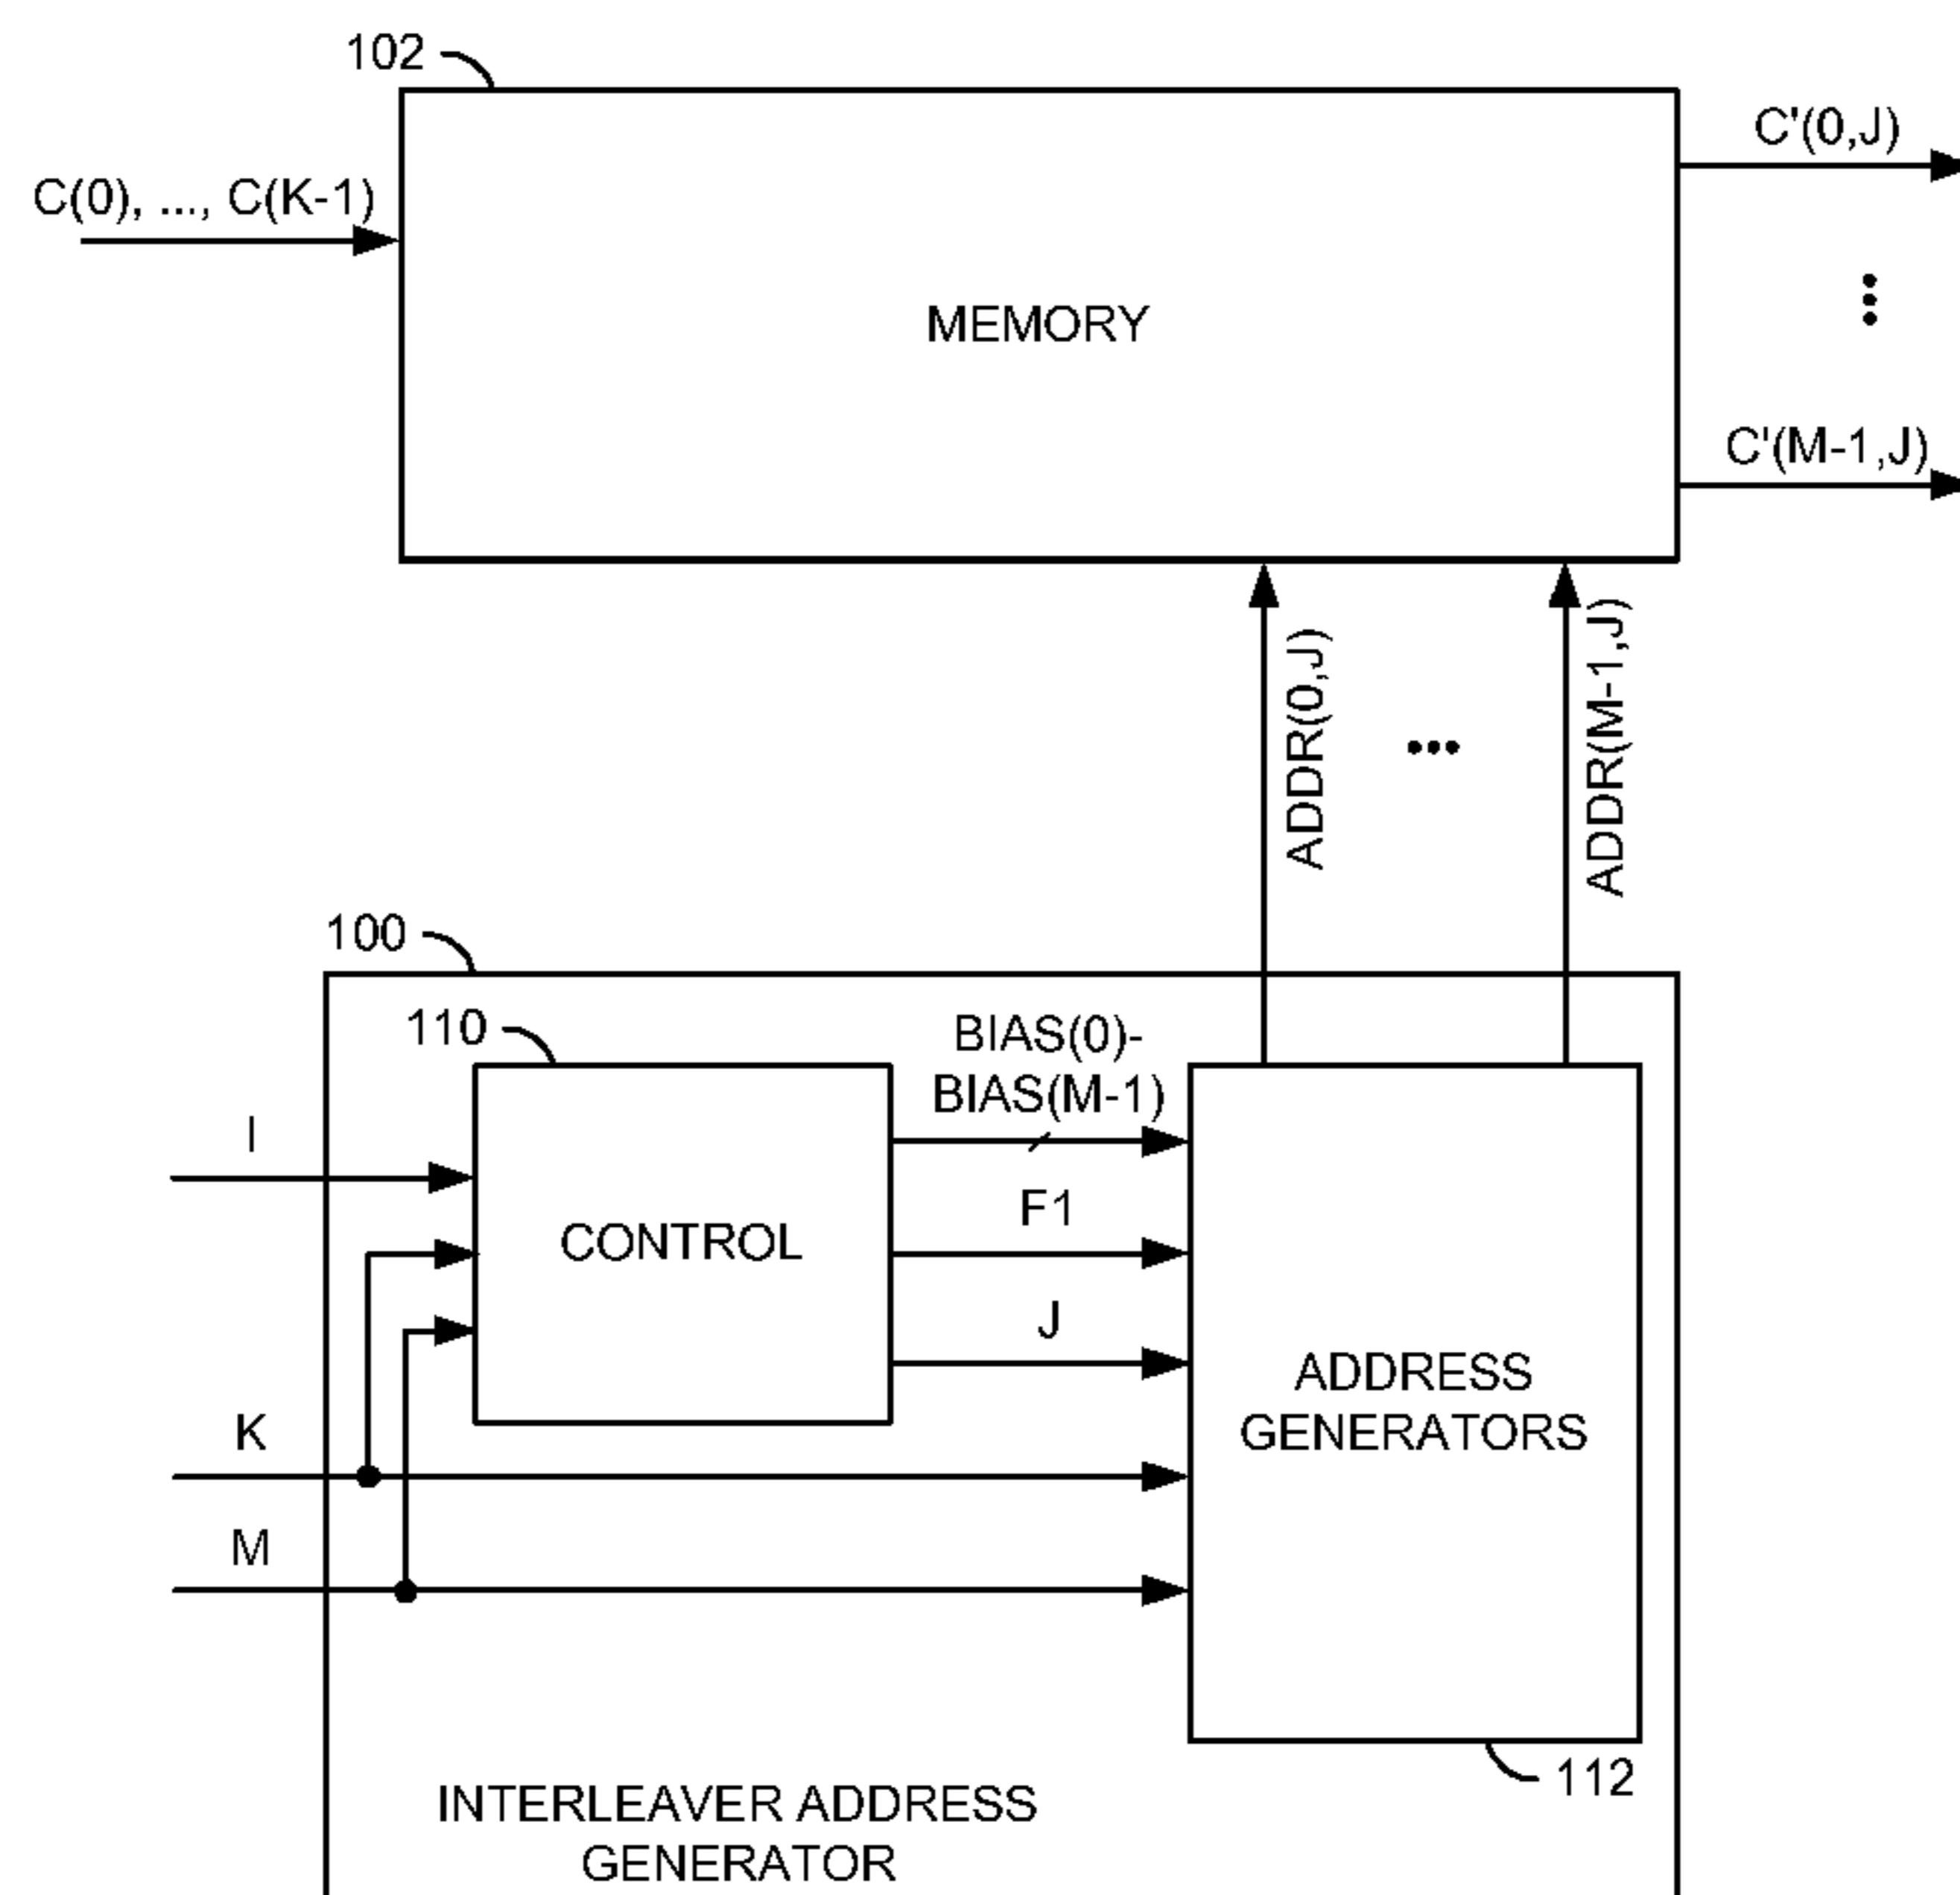 102
C'(0,J)
C(0), ..., C(K-1)
MEMORY
C'(M-1,J)
ADDR(0,J)
ADDR(M-1,J)
100
110
BIAS(0)-
BIAS(M-1)
I
F1
CONTROL
J
ADDRESS
GENERATORS
K
M
112
INTERLEAVER ADDRESS
GENERATOR